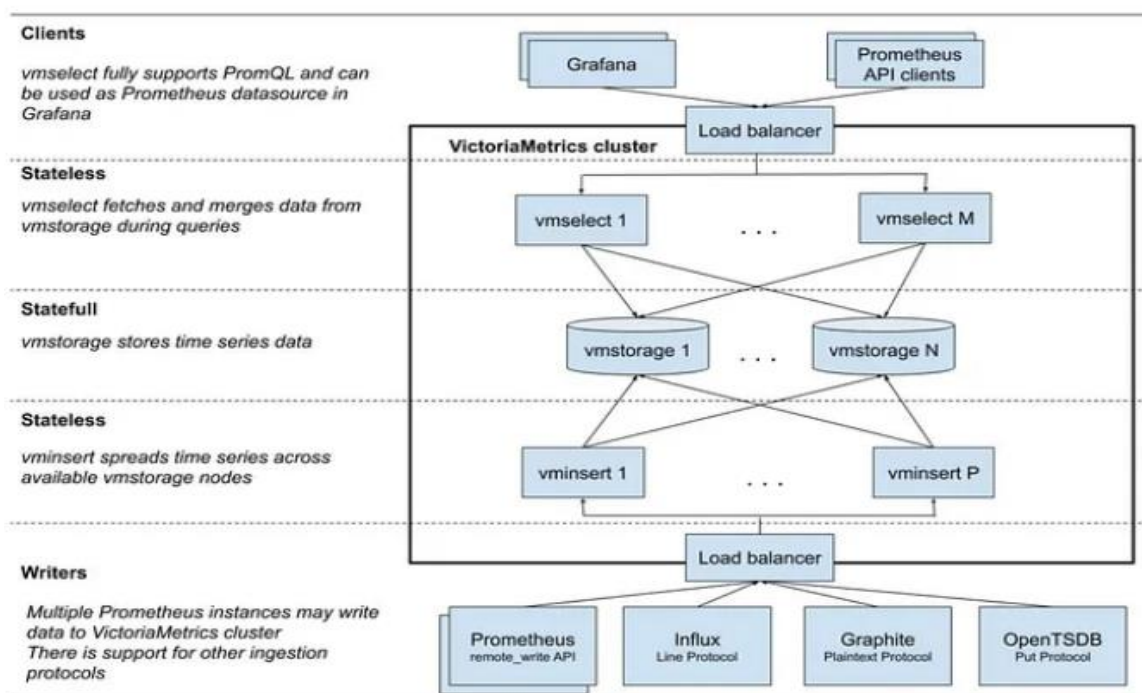 Clients
vmselect fully supports PromQL and can
be used as Prometheus datasource in
Grafana
Grafana
Prometheus
API clients
Load balancer
VictoriaMetrics cluster
Stateless
vmselect fetches and merges data from
vmstorage during queries
vmselect 1
. . .
vmselect M
Statefull
vmstorage stores time series data
vmstorage 1
. . .
vmstorage N
Stateless
vminsert spreads time series across
available vmstorage nodes
vminsert 1
. . .
vminsert P
Load balancer
Writers
Multiple Prometheus instances may write
data to VictoriaMetrics cluster
There is support for other ingestion
protocols
Prometheus
remote_write API
Influx
Line Protocol
Graphite
Plaintext Protocol
OpenTSDB
Put Protocol